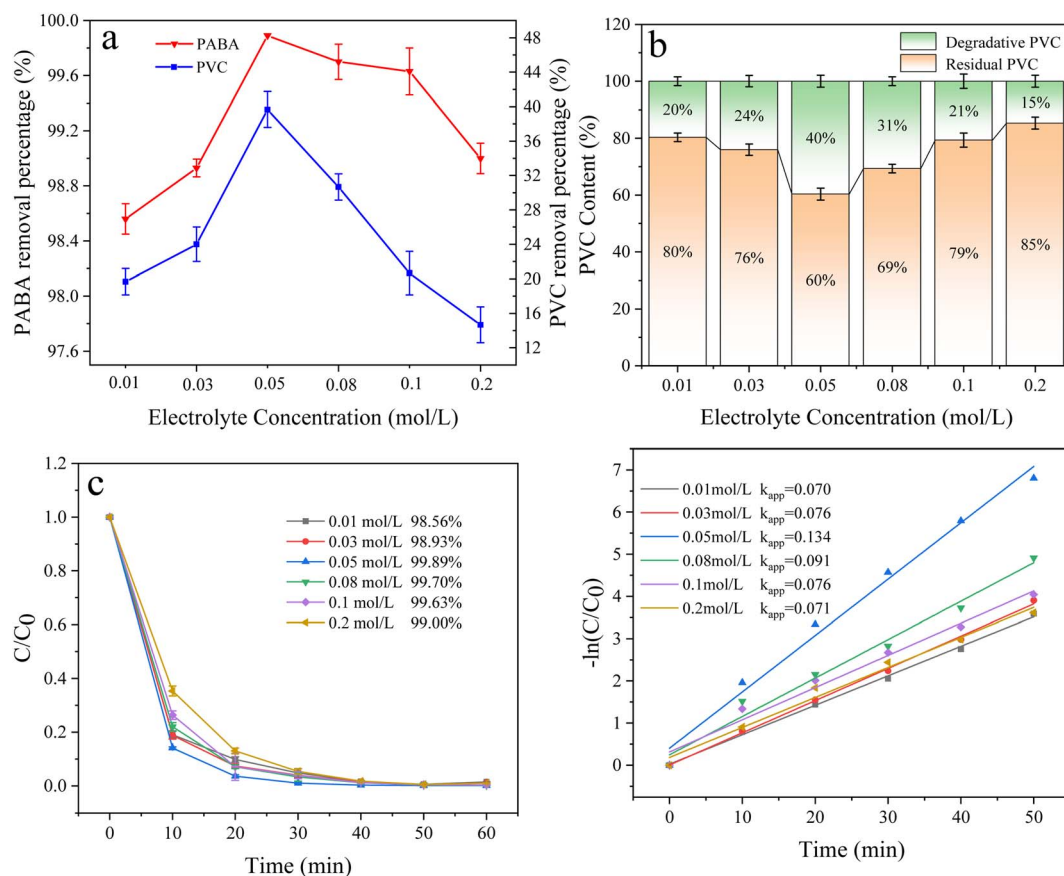 a
PABA
PVC
100.0
99.6
99.2
98.8
98.4
98.0
97.6
PABA removal percentage (%)
48
44
40
36
32
28
24
20
16
12
PVC removal percentage (%)
0.01 0.03 0.05 0.08 0.1 0.2
Electrolyte Concentration (mol/L)
b
Degradative PVC
Residual PVC
120
100
80
60
40
20
0
PVC Content (%)
20% 24% 40% 31% 21% 15%
80% 76% 60% 69% 79% 85%
0.01 0.03 0.05 0.08 0.1 0.2
Electrolyte Concentration (mol/L)
c
1.2
1.0
0.8
0.6
0.4
0.2
0.0
C/C0
0.01 mol/L 98.56%
0.03 mol/L 98.93%
0.05 mol/L 99.89%
0.08 mol/L 99.70%
0.1 mol/L 99.63%
0.2 mol/L 99.00%
0 10 20 30 40 50 60
Time (min)
7
6
5
4
3
2
1
0
-ln(C/C0)
0.01mol/L kapp=0.070
0.03mol/L kapp=0.076
0.05mol/L kapp=0.134
0.08mol/L kapp=0.091
0.1mol/L kapp=0.076
0.2mol/L kapp=0.071
0 10 20 30 40 50
Time (min)